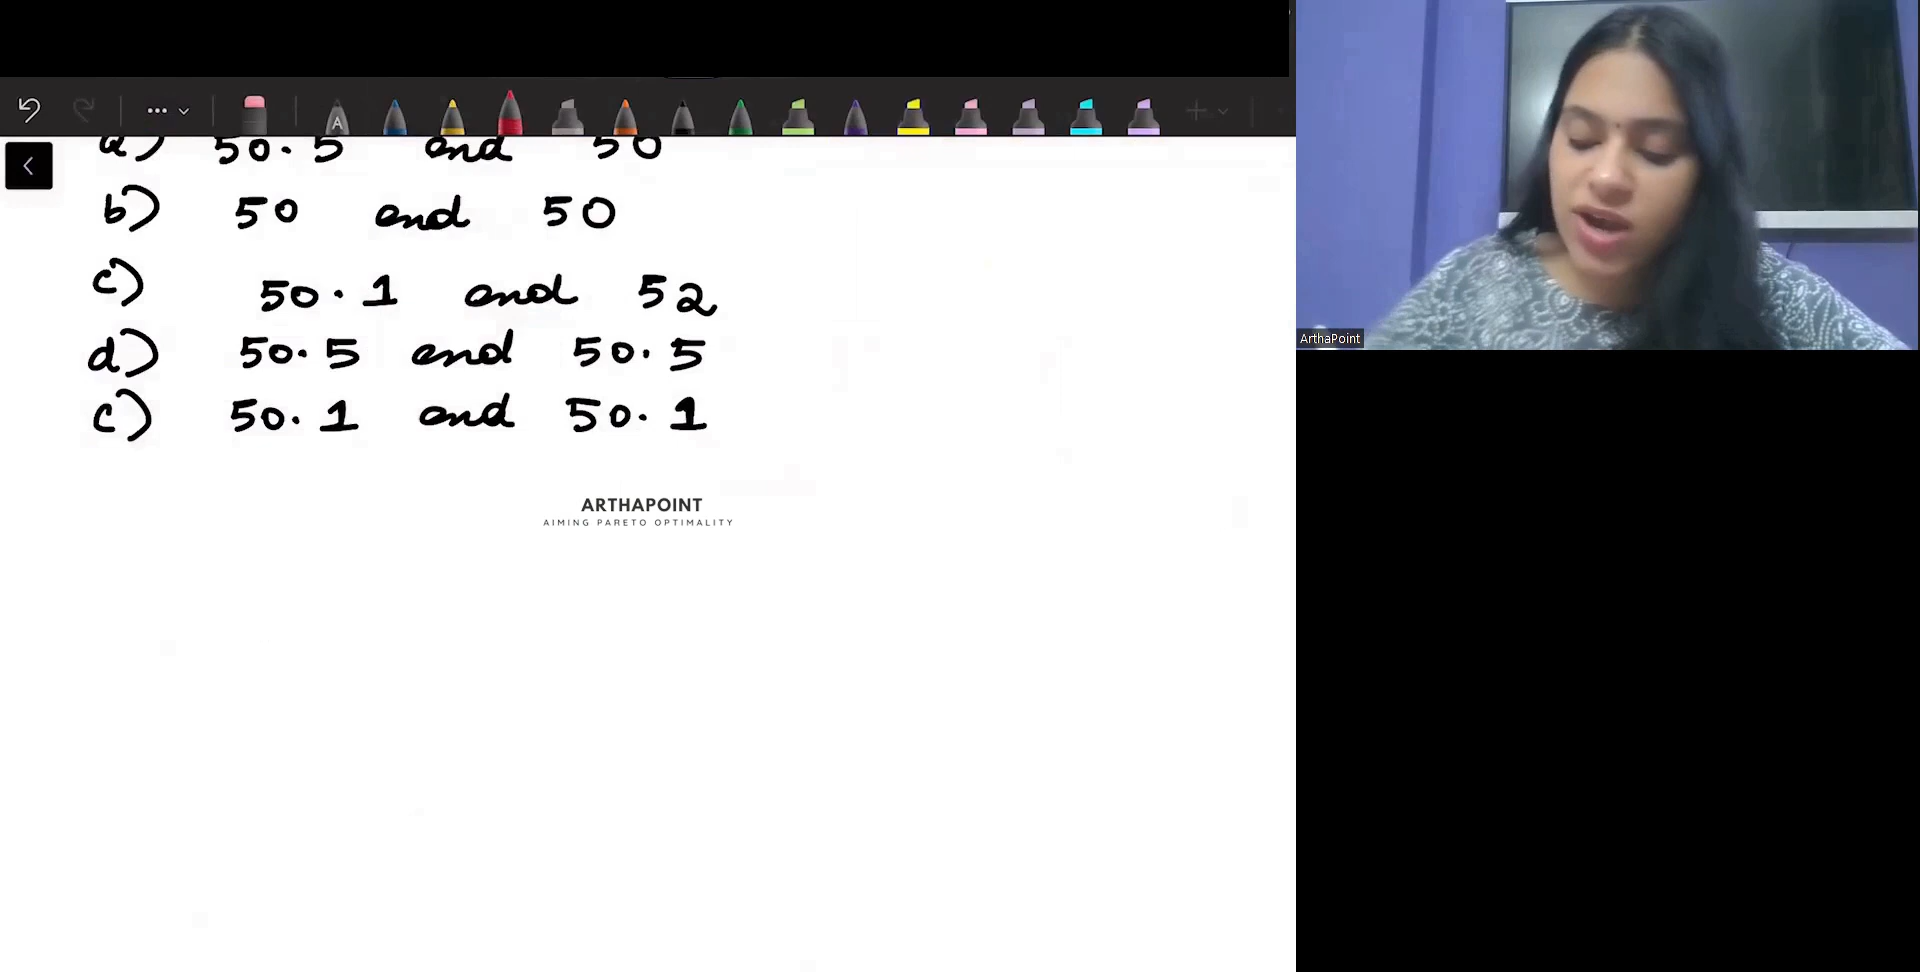 a) 50.5 and 50
b) 50 and 50
c) 50.1 and 52
d) 50.5 and 50.5
c) 50.1 and 50.1
ARTHAPOINT
AIMING PARETO OPTIMALITY
A
ArthaPoint